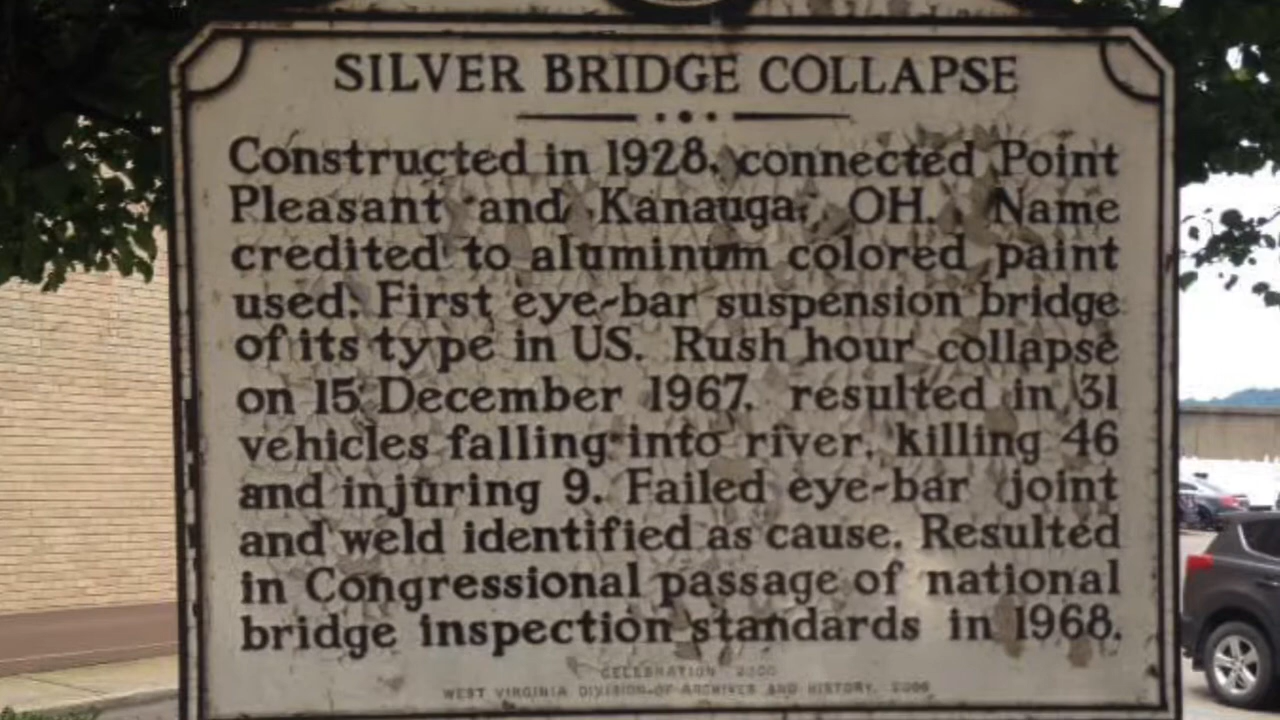 SILVER BRIDGE COLLAPSE
Constructed in 1928, connected Point
Pleasant and Kanauga, OH. Name
credited to aluminum colored paint
used. First eye-bar suspension bridge
of its type in US. Rush hour collapse
on 15 December 1967, resulted in 31
vehicles falling into river, killing 46
and injuring 9. Failed eye-bar joint
and weld identified as cause. Resulted
in Congressional passage of national
bridge inspection standards in 1968.
CELEBRATION 2000
WEST VIRGINIA DIVISION OF ARCHIVES AND HISTORY, 2000